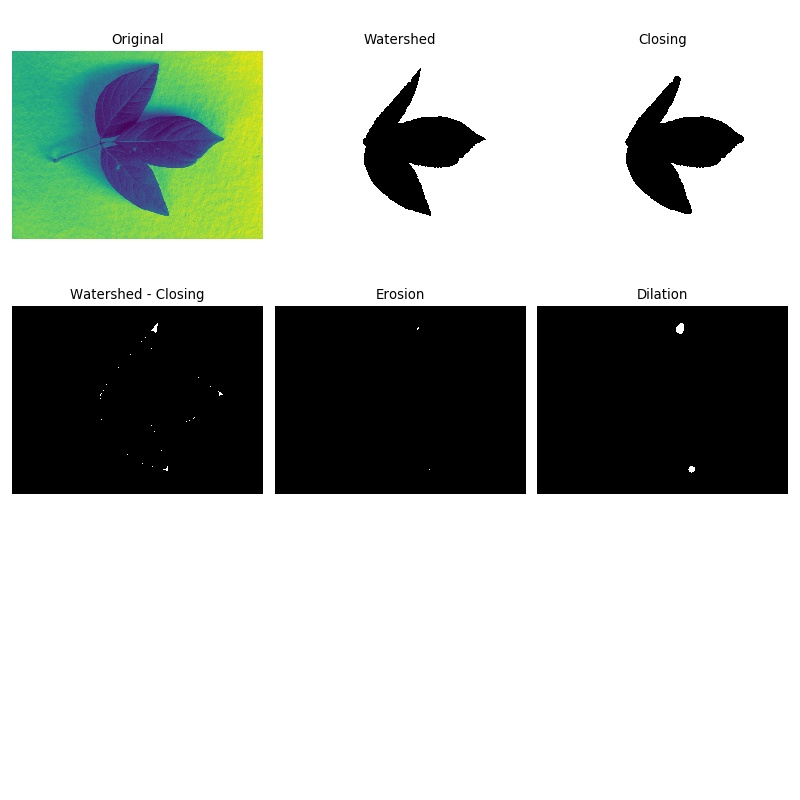 Original
Watershed
Closing
Watershed - Closing
Erosion
Dilation